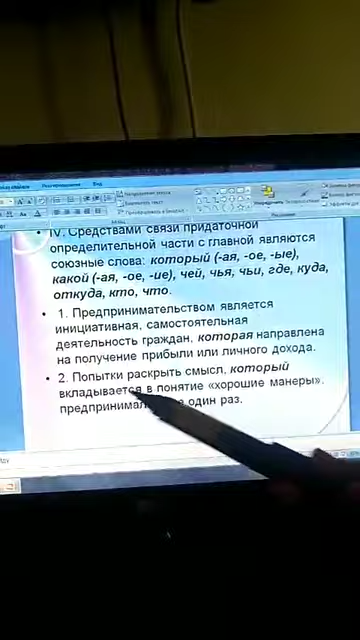 Вид
IV. Средствами связи придаточной
определительной части с главной являются
союзные слова: который (-ая, -ое, -ые),
какой (-ая, -ое, -ие), чей, чья, чьи, где, куда,
откуда, кто, что.
• 1. Предпринимательством является
инициативная, самостоятельная
деятельность граждан, которая направлена
на получение прибыли или личного дохода.
• 2. Попытки раскрыть смысл, который
вкладывается в понятие «хорошие манеры».
один раз.